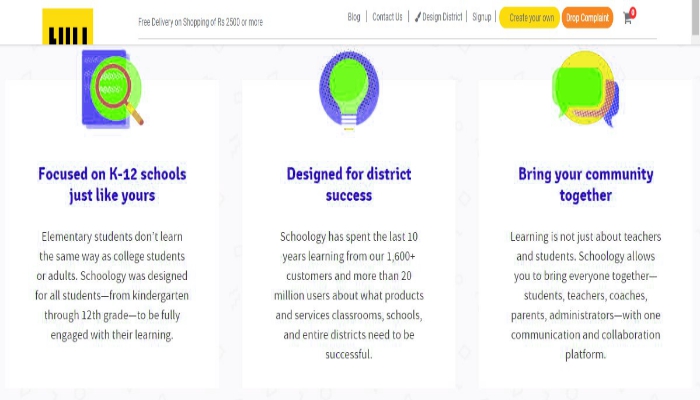 Free Delivery on Shopping of Rs 2500 or more
Blog | Contact Us | Design District | Signup | Create your own Drop Complaint 0
Focused on K-12 schools
just like yours
Elementary students don't learn
the same way as college students
or adults. Schoology was designed
for all students—from kindergarten
through 12th grade—to be fully
engaged with their learning.
Designed for district
success
Schoology has spent the last 10
years learning from our 1,600+
customers and more than 20
million users about what products
and services classrooms, schools,
and entire districts need to be
successful.
Bring your community
together
Learning is not just about teachers
and students. Schoology allows
you to bring everyone together—
students, teachers, coaches,
parents, administrators—with one
communication and collaboration
platform.